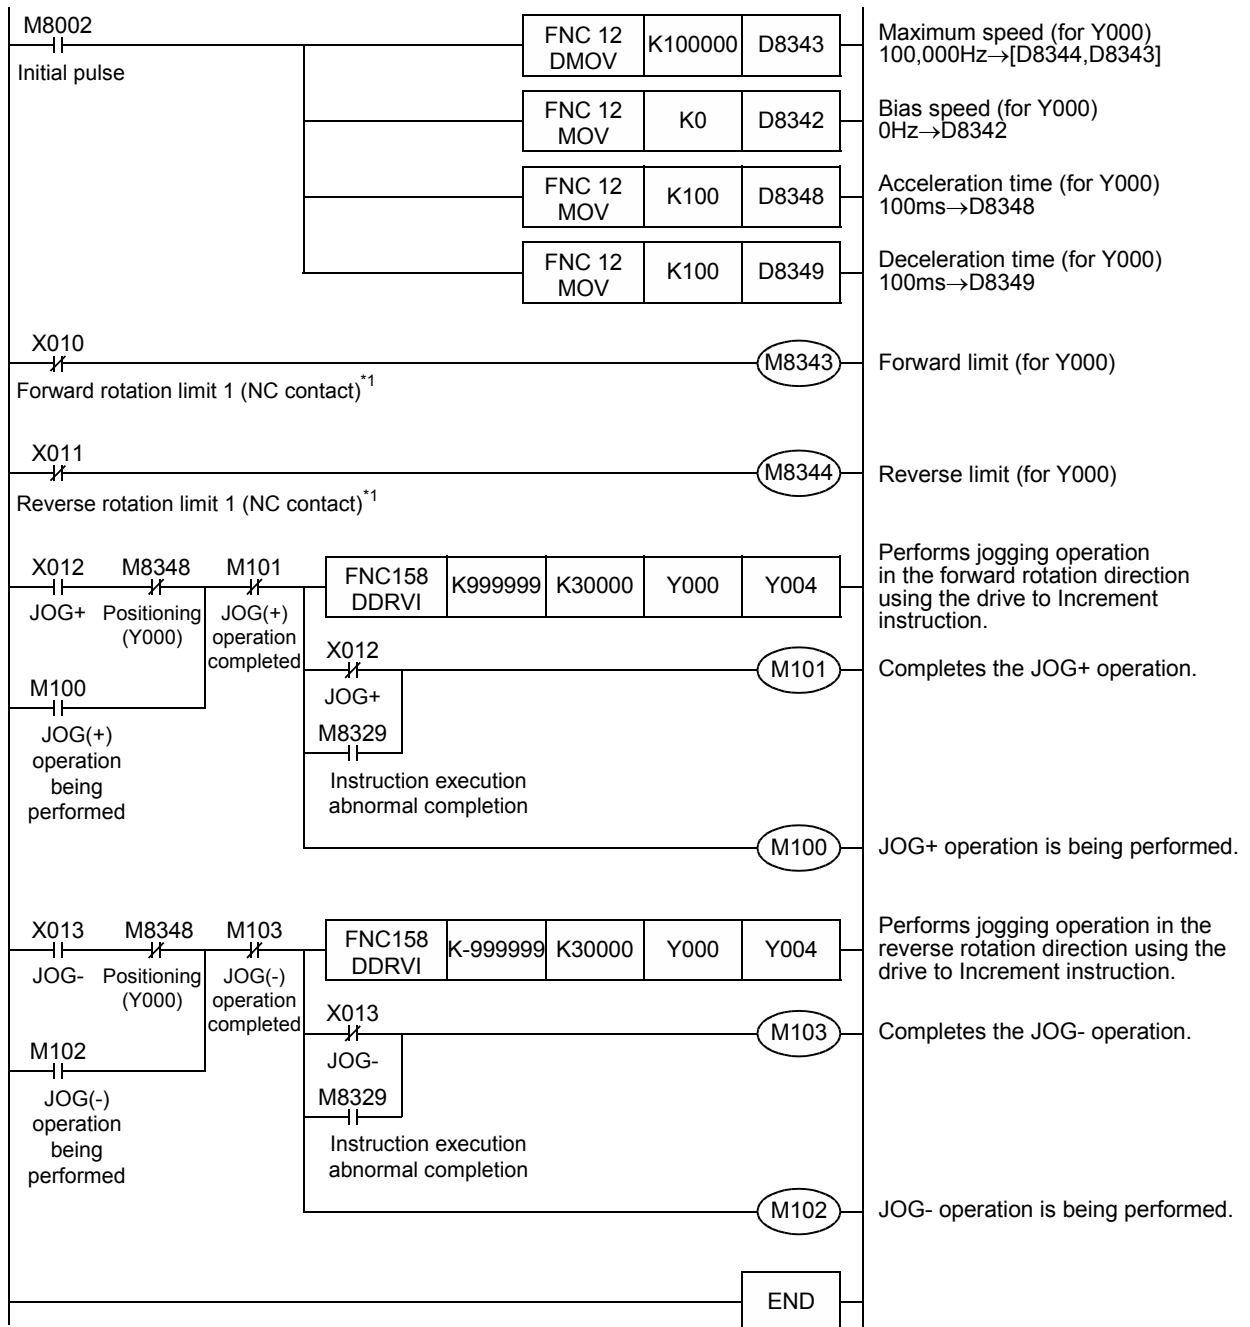 M8002
Initial pulse
FNC 12
DMOV
K100000
D8343
Maximum speed (for Y000)
100,000Hz→[D8344,D8343]
FNC 12
MOV
K0
D8342
Bias speed (for Y000)
0Hz→D8342
FNC 12
MOV
K100
D8348
Acceleration time (for Y000)
100ms→D8348
FNC 12
MOV
K100
D8349
Deceleration time (for Y000)
100ms→D8349
X010
M8343
Forward limit (for Y000)
Forward rotation limit 1 (NC contact)*1
X011
M8344
Reverse limit (for Y000)
Reverse rotation limit 1 (NC contact)*1
X012
JOG+
M8348
Positioning
(Y000)
M101
JOG(+)
operation
completed
FNC158
DDRVI
K999999
K30000
Y000
Y004
Performs jogging operation
in the forward rotation direction
using the drive to Increment
instruction.
X012
JOG+
M101
Completes the JOG+ operation.
M100
JOG(+)
operation
being
performed
M8329
Instruction execution
abnormal completion
M100
JOG+ operation is being performed.
X013
JOG-
M8348
Positioning
(Y000)
M103
JOG(-)
operation
completed
FNC158
DDRVI
K-999999
K30000
Y000
Y004
Performs jogging operation in the
reverse rotation direction using the
drive to Increment instruction.
X013
JOG-
M103
Completes the JOG- operation.
M102
JOG(-)
operation
being
performed
M8329
Instruction execution
abnormal completion
M102
JOG- operation is being performed.
END